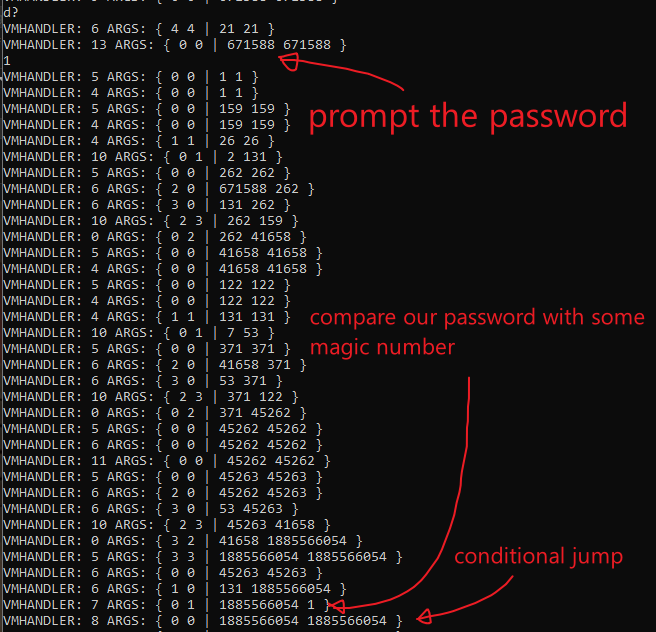 d?
VMHANDLER: 6 ARGS: { 4 4 | 21 21 }
VMHANDLER: 13 ARGS: { 0 0 | 671588 671588 }
1
VMHANDLER: 5 ARGS: { 0 0 | 1 1 }
VMHANDLER: 4 ARGS: { 0 0 | 1 1 }
VMHANDLER: 5 ARGS: { 0 0 | 159 159 }
VMHANDLER: 4 ARGS: { 0 0 | 159 159 }
prompt the password
VMHANDLER: 4 ARGS: { 1 1 | 26 26 }
VMHANDLER: 10 ARGS: { 0 1 | 2 131 }
VMHANDLER: 5 ARGS: { 0 0 | 262 262 }
VMHANDLER: 6 ARGS: { 2 0 | 671588 262 }
VMHANDLER: 6 ARGS: { 3 0 | 131 262 }
VMHANDLER: 10 ARGS: { 2 3 | 262 159 }
VMHANDLER: 0 ARGS: { 0 2 | 262 41658 }
VMHANDLER: 5 ARGS: { 0 0 | 41658 41658 }
VMHANDLER: 4 ARGS: { 0 0 | 41658 41658 }
VMHANDLER: 5 ARGS: { 0 0 | 122 122 }
VMHANDLER: 4 ARGS: { 0 0 | 122 122 }
VMHANDLER: 4 ARGS: { 1 1 | 131 131 }
compare our password with some
magic number
VMHANDLER: 10 ARGS: { 0 1 | 7 53 }
VMHANDLER: 5 ARGS: { 0 0 | 371 371 }
VMHANDLER: 6 ARGS: { 2 0 | 41658 371 }
VMHANDLER: 6 ARGS: { 3 0 | 53 371 }
VMHANDLER: 10 ARGS: { 2 3 | 371 122 }
VMHANDLER: 0 ARGS: { 0 2 | 371 45262 }
VMHANDLER: 5 ARGS: { 0 0 | 45262 45262 }
VMHANDLER: 6 ARGS: { 0 0 | 45262 45262 }
VMHANDLER: 11 ARGS: { 0 0 | 45262 45262 }
VMHANDLER: 5 ARGS: { 0 0 | 45263 45263 }
VMHANDLER: 6 ARGS: { 2 0 | 45262 45263 }
VMHANDLER: 6 ARGS: { 3 0 | 53 45263 }
VMHANDLER: 10 ARGS: { 2 3 | 45263 41658 }
VMHANDLER: 0 ARGS: { 3 2 | 41658 1885566054 }
VMHANDLER: 5 ARGS: { 3 3 | 1885566054 1885566054 }
conditional jump
VMHANDLER: 6 ARGS: { 0 0 | 45263 45263 }
VMHANDLER: 6 ARGS: { 1 0 | 131 1885566054 }
VMHANDLER: 7 ARGS: { 0 1 | 1885566054 1 }
VMHANDLER: 8 ARGS: { 0 0 | 1885566054 1885566054 }